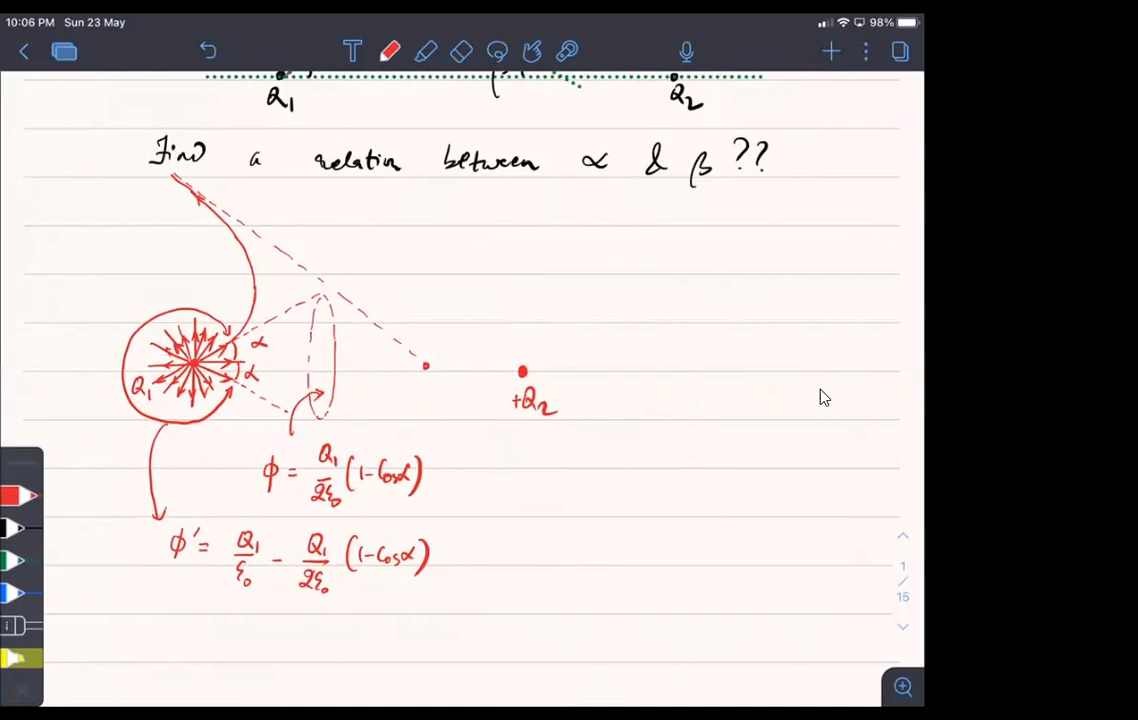 10:06 PM Sun 23 May
98%
T
Q₁ β Q₂
Find a relation between α & β ??
α
α
Q₁
+Q₂
ϕ = Q₁/2ε₀ (1-Cosα)
ϕ′ = Q₁/ε₀ - Q₁/2ε₀ (1-Cosα)
1
/
15